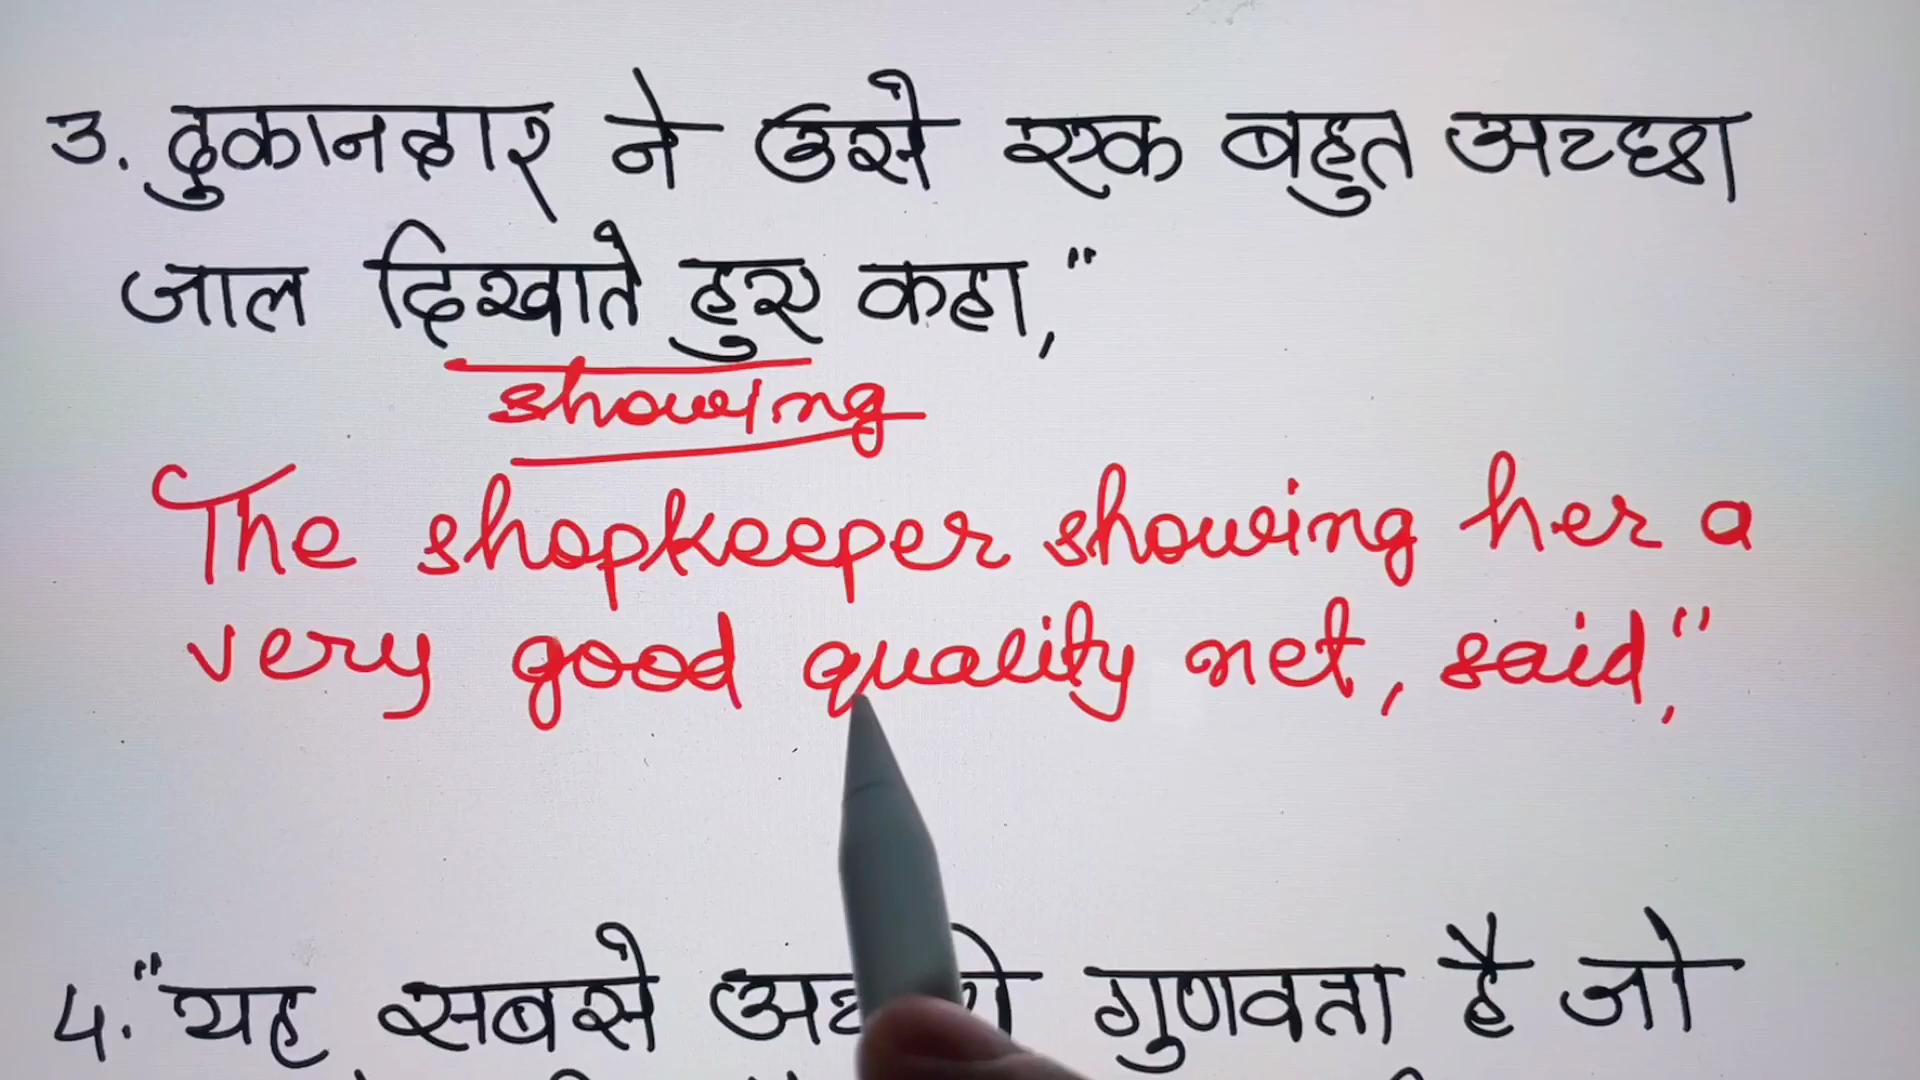 3. दुकानदार ने उसे एक बहुत अच्छा
जाल दिखाते हुए कहा,"
showing
The shopkeeper showing her a
very good quality net, said,"
4. "यह सबसे गुणवता है जो